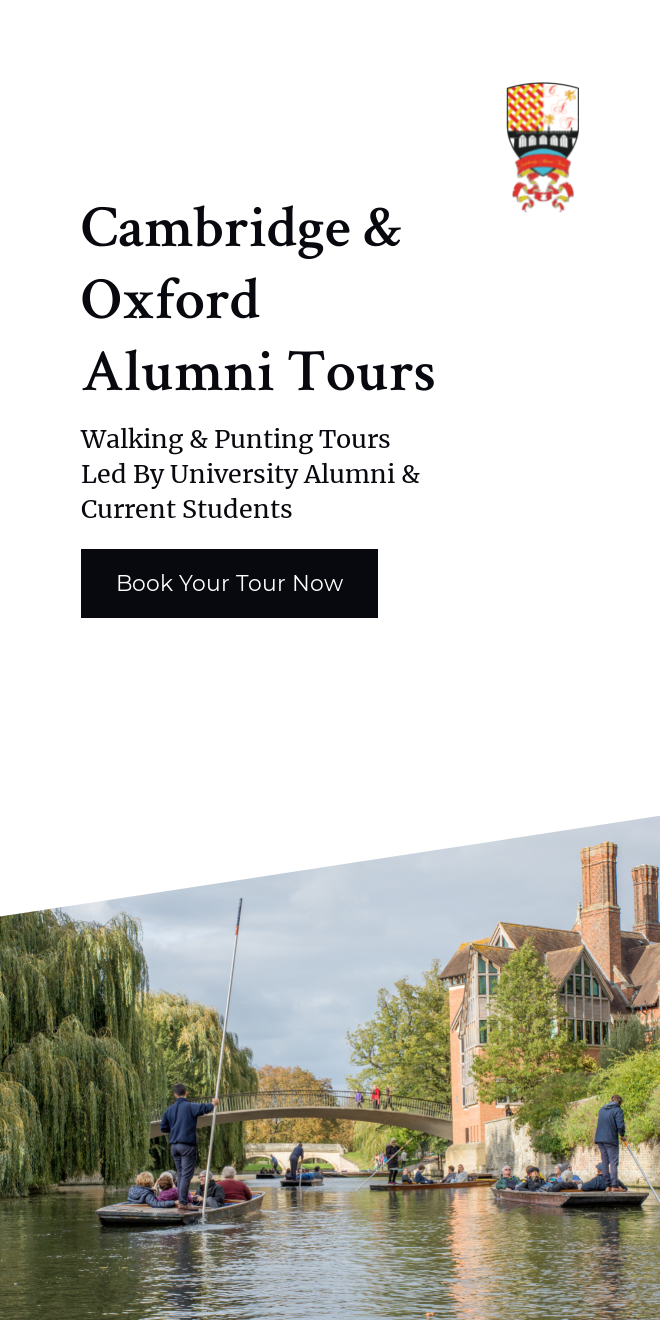 Cambridge &
Oxford
Alumni Tours
Walking & Punting Tours
Led By University Alumni &
Current Students
Book Your Tour Now